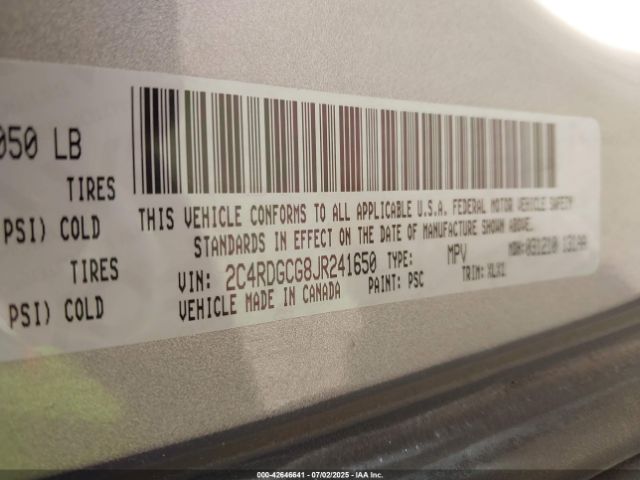 050 LB
TIRES
PSI) COLD
TIRES
PSI) COLD
THIS VEHICLE CONFORMS TO ALL APPLICABLE U.S.A. FEDERAL MOTOR VEHICLE SAFETY
STANDARDS IN EFFECT ON THE DATE OF MANUFACTURE SHOWN ABOVE.
VIN: 2C4RDGCG8JR241650 TYPE: MPV
VEHICLE MADE IN CANADA PAINT: PSC TRIM:
000-42646641 / 07/02/2025 / IAA Inc.